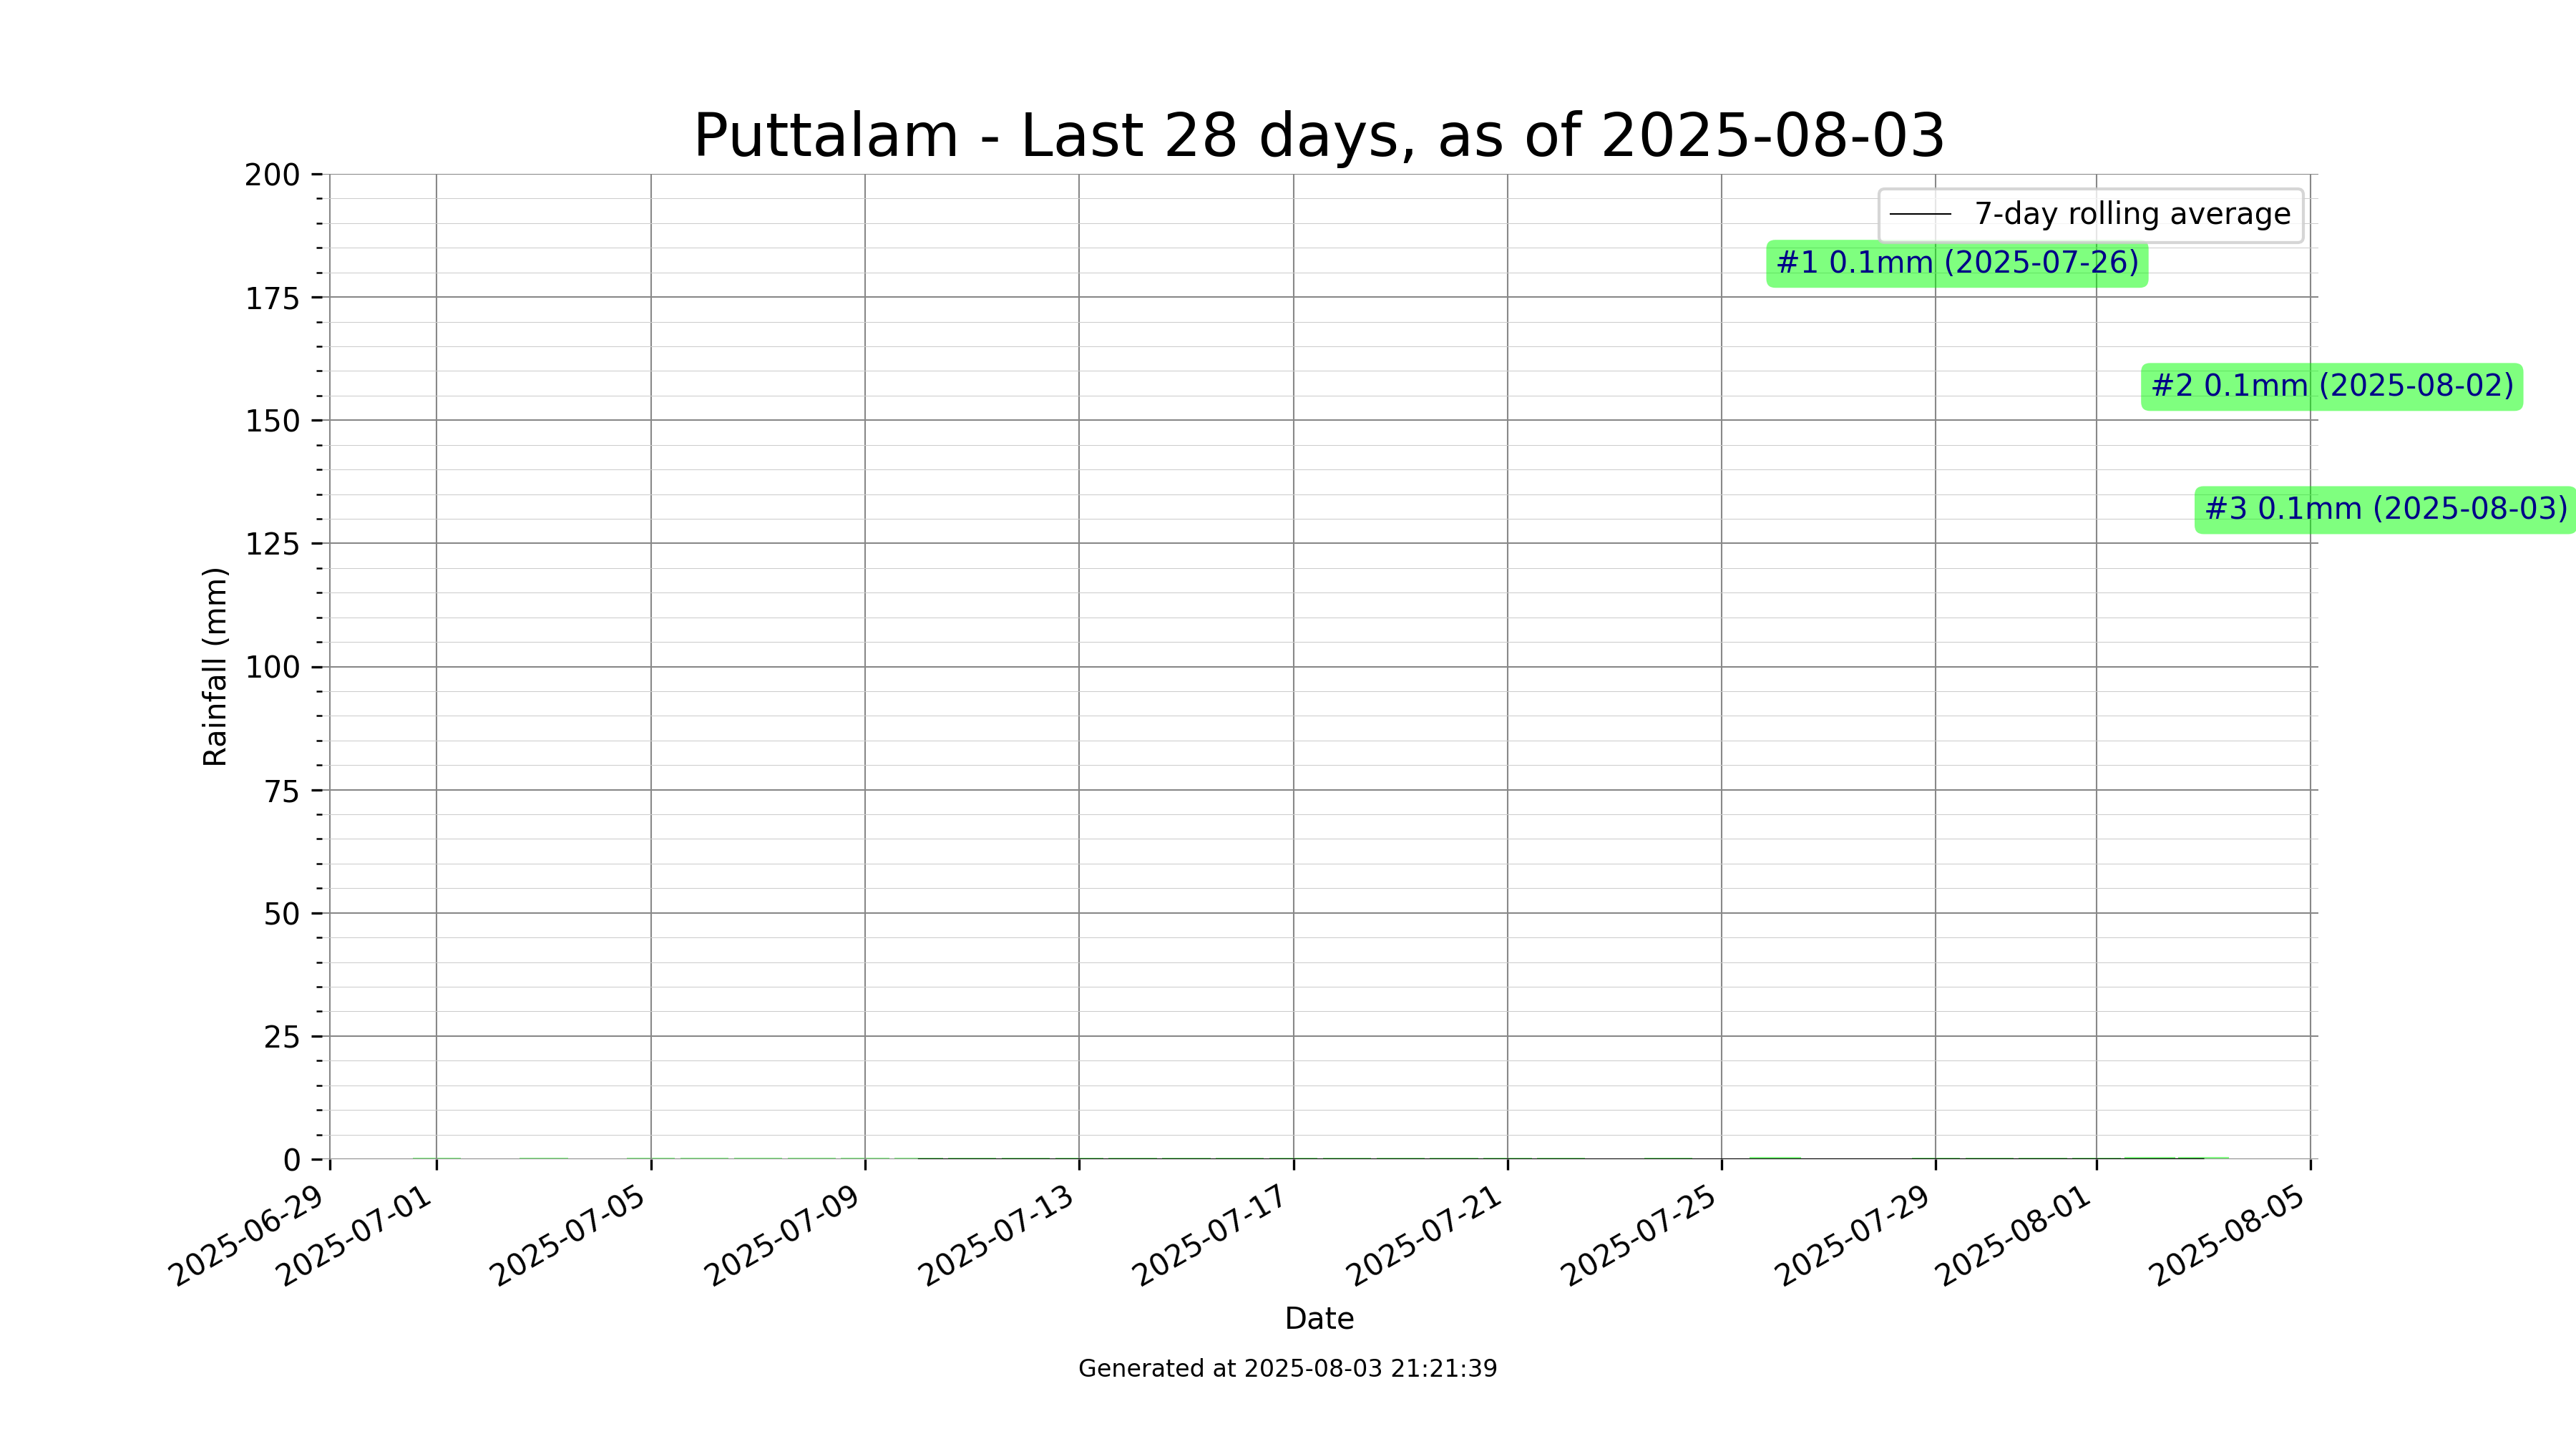 Puttalam - Last 28 days, as of 2025-08-03
7-day rolling average
#1 0.1mm (2025-07-26)
#2 0.1mm (2025-08-02)
#3 0.1mm (2025-08-03)
Rainfall (mm)
200
175
150
125
100
75
50
25
0
2025-06-29
2025-07-01
2025-07-05
2025-07-09
2025-07-13
2025-07-17
2025-07-21
2025-07-25
2025-07-29
2025-08-01
2025-08-05
Date
Generated at 2025-08-03 21:21:39